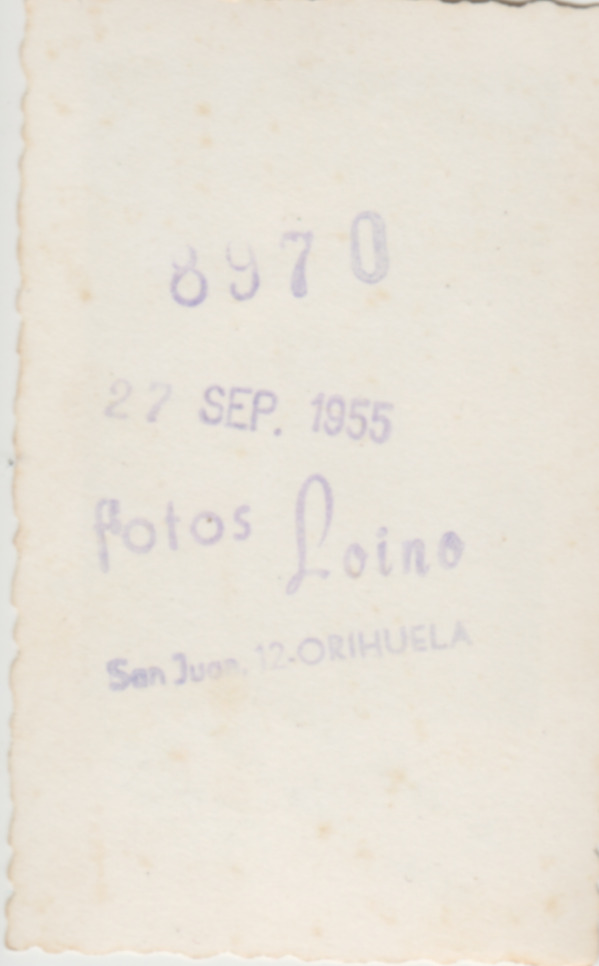 8970
27 SEP. 1955
Fotos Loino
San Juan, 12-ORIHUELA